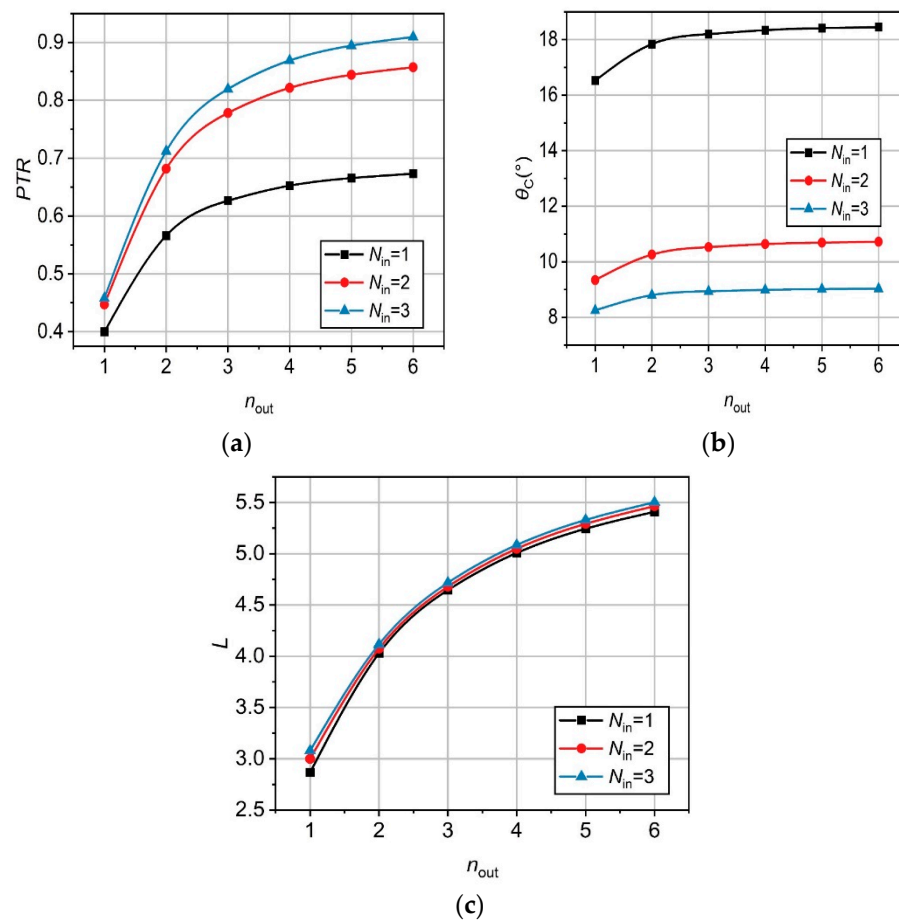 0.9
0.8
0.7
0.6
0.5
0.4
PTR
N_in=1
N_in=2
N_in=3
1 2 3 4 5 6
n_out
(a)
18
16
14
12
10
8
θ_C(°)
N_in=1
N_in=2
N_in=3
1 2 3 4 5 6
n_out
(b)
5.5
5.0
4.5
4.0
3.5
3.0
2.5
L
N_in=1
N_in=2
N_in=3
1 2 3 4 5 6
n_out
(c)